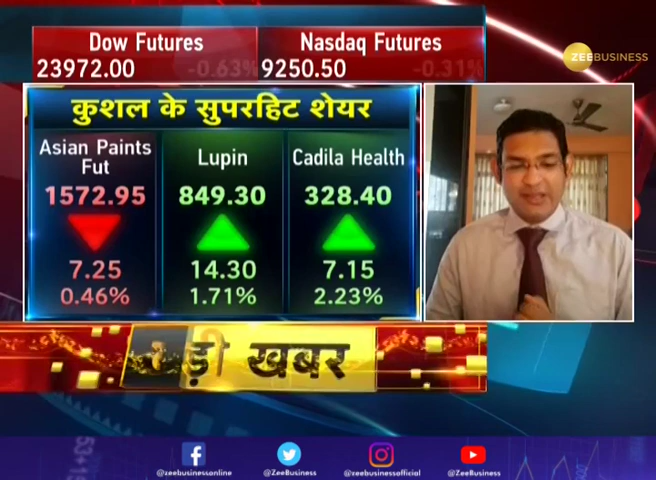 Dow Futures
Nasdaq Futures
23972.00 -0.63%
9250.50 -0.31%
ZEEBUSINESS
कुशल के सुपरहिट शेयर
Asian Paints
Fut
1572.95
7.25
0.46%
Lupin
849.30
14.30
1.71%
Cadila Health
328.40
7.15
2.23%
ड़ी खबर
@zeebusinessonline
@ZeeBusiness
@zeebusinessofficial
@ZeeBusiness